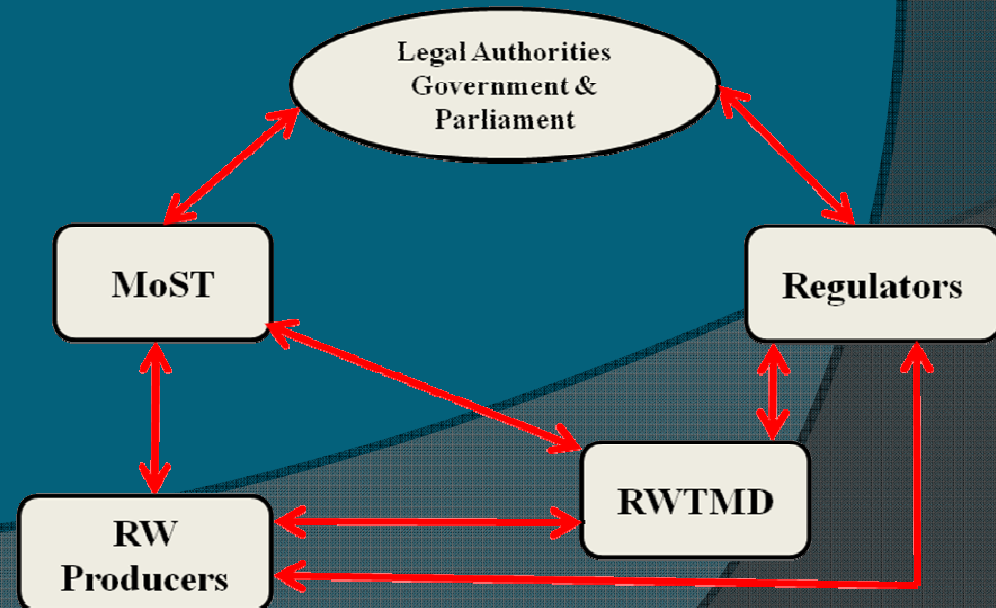 Legal Authorities
Government &
Parliament
MoST
Regulators
RWTMD
RW
Producers